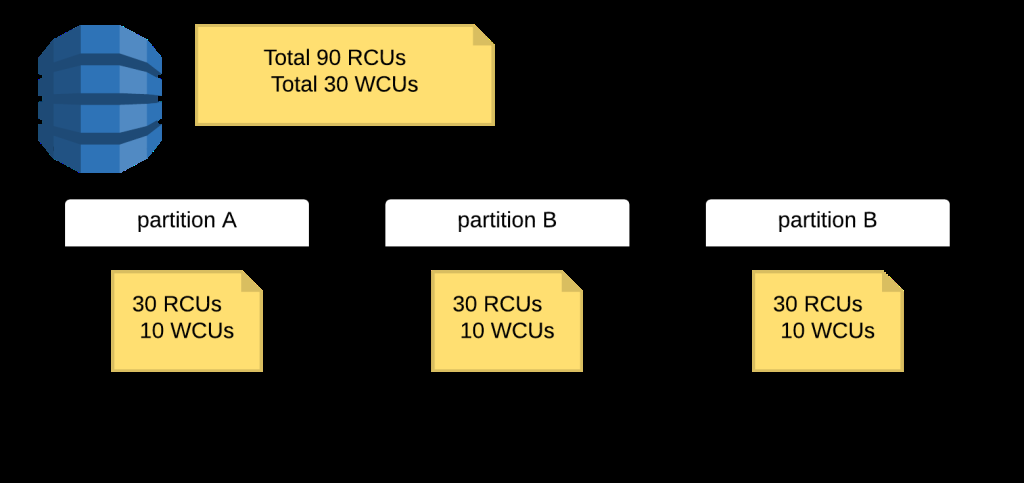 Total 90 RCUs
Total 30 WCUs
partition A
partition B
partition B
30 RCUs
10 WCUs
30 RCUs
10 WCUs
30 RCUs
10 WCUs